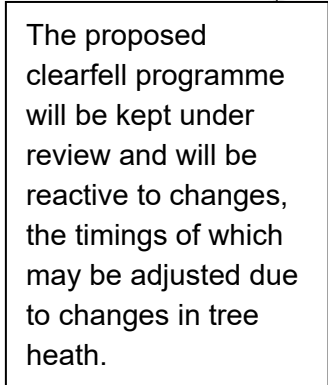 The proposed
clearfell programme
will be kept under
review and will be
reactive to changes,
the timings of which
may be adjusted due
to changes in tree
heath.